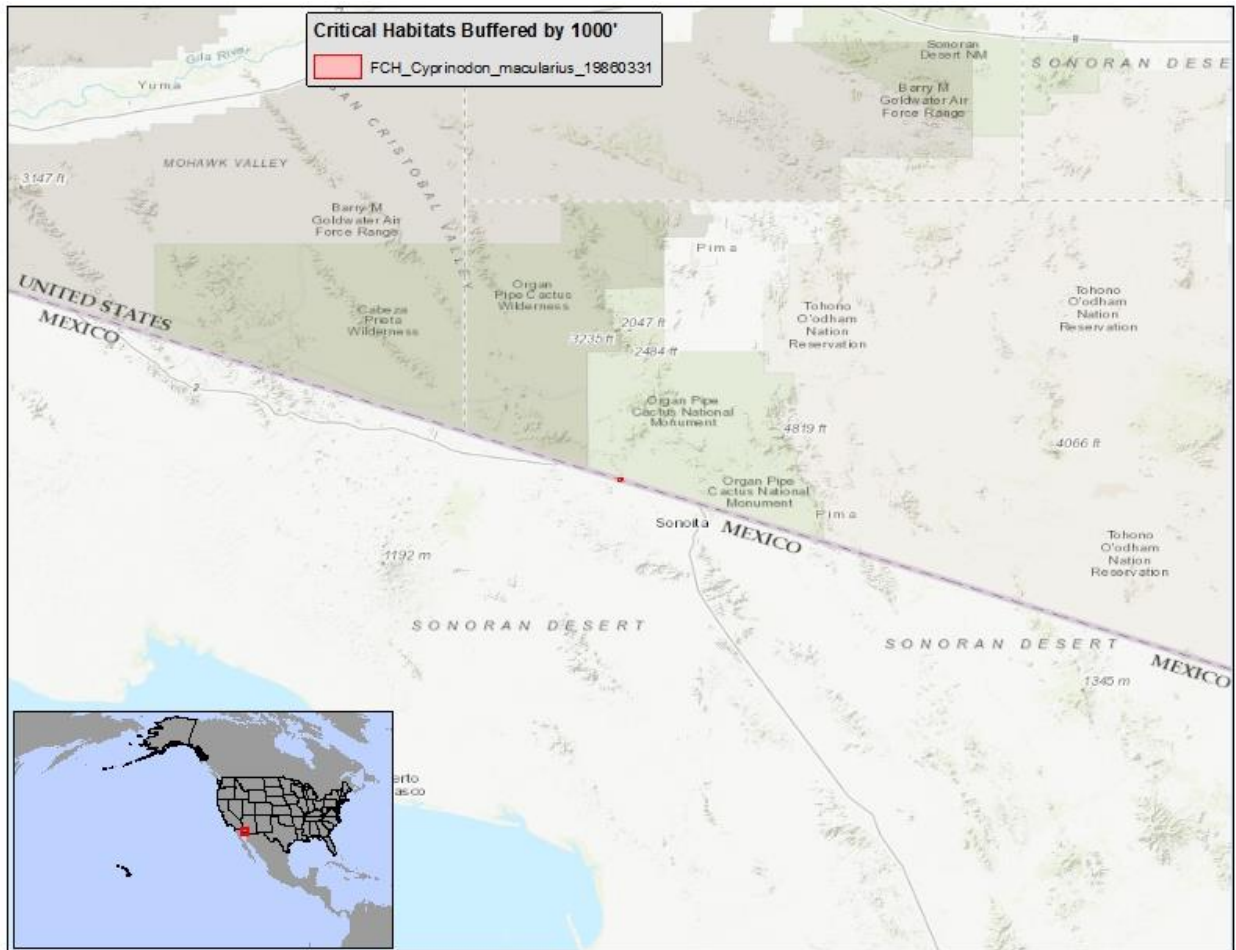 Critical Habitats Buffered by 1000'
FCH_Cyprinodon_macularius_19860331
Gila River
Yuma
8
Sonoran
Desert NM
SONORAN DESE
Barry M
Goldwater Air
Force Range
SAN CRISTOBAL VALLEY
MOHAWK VALLEY
3147 ft
Barry M
Goldwater Air
Force Range
Pima
UNITED STATES
MEXICO
Organ
Pipe Cactus
Wilderness
Cabeza
Prieta
Wilderness
2047 ft
3235 ft
2484 ft
Tohono
O'odham
Nation
Reservation
Tohono
O'odham
Nation
Reservation
2
Organ Pipe
Cactus National
Monument
4819 ft
4066 ft
Organ Pipe
Cactus National
Monument
Pima
Sonoita
MEXICO
1192 m
Tohono
O'odham
Nation
Reservation
SONORAN DESERT
SONORAN DESERT
MEXICO
1345 m
erto
asco